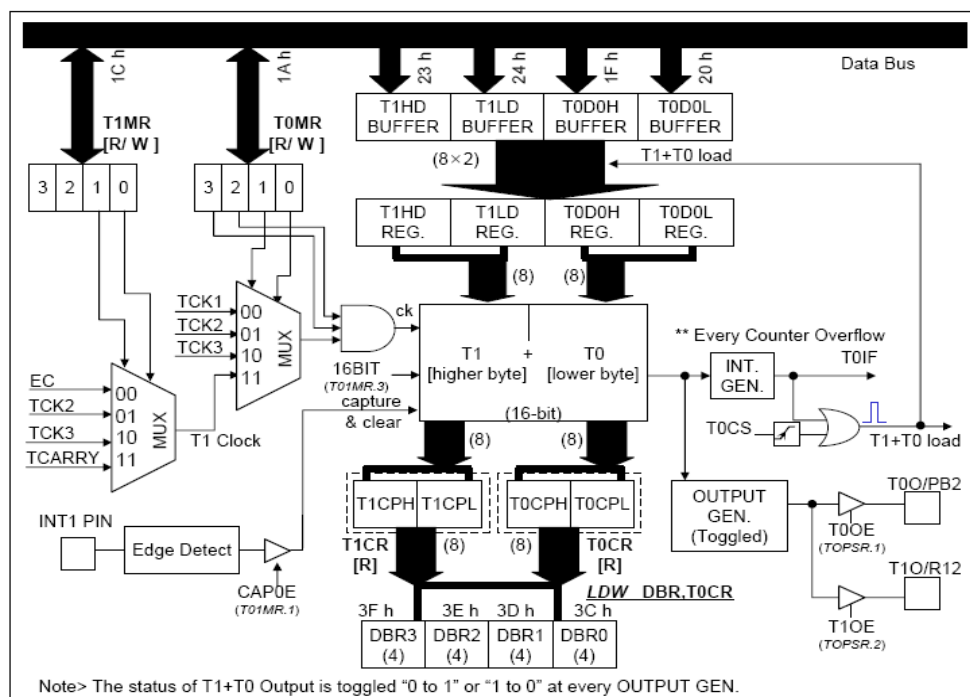 1C h
1A h
23 h
24 h
1F h
20 h
Data Bus
T1MR
[R/ W ]
T0MR
[R/ W ]
T1HD
BUFFER
T1LD
BUFFER
T0D0H
BUFFER
T0D0L
BUFFER
(8×2)
T1+T0 load
3 2 1 0
3 2 1 0
T1HD
REG.
T1LD
REG.
T0D0H
REG.
T0D0L
REG.
(8)
(8)
TCK1
TCK2
TCK3
00
01
10
11
MUX
ck
16BIT
(T01MR.3)
capture
& clear
T1
[higher byte]
+
T0
[lower byte]
(16-bit)
** Every Counter Overflow
INT.
GEN.
T0IF
T0CS
T1+T0 load
EC
TCK2
TCK3
TCARRY
00
01
10
11
MUX
T1 Clock
(8)
(8)
T1CPH
T1CPL
T0CPH
T0CPL
OUTPUT
GEN.
(Toggled)
T0O/PB2
T0OE
(TOPSR.1)
INT1 PIN
Edge Detect
CAP0E
(T01MR.1)
T1CR
[R]
(8)
(8)
T0CR
[R]
LDW DBR,T0CR
T1O/R12
T1OE
(TOPSR.2)
3F h
3E h
3D h
3C h
DBR3
(4)
DBR2
(4)
DBR1
(4)
DBR0
(4)
Note> The status of T1+T0 Output is toggled “0 to 1” or “1 to 0” at every OUTPUT GEN.